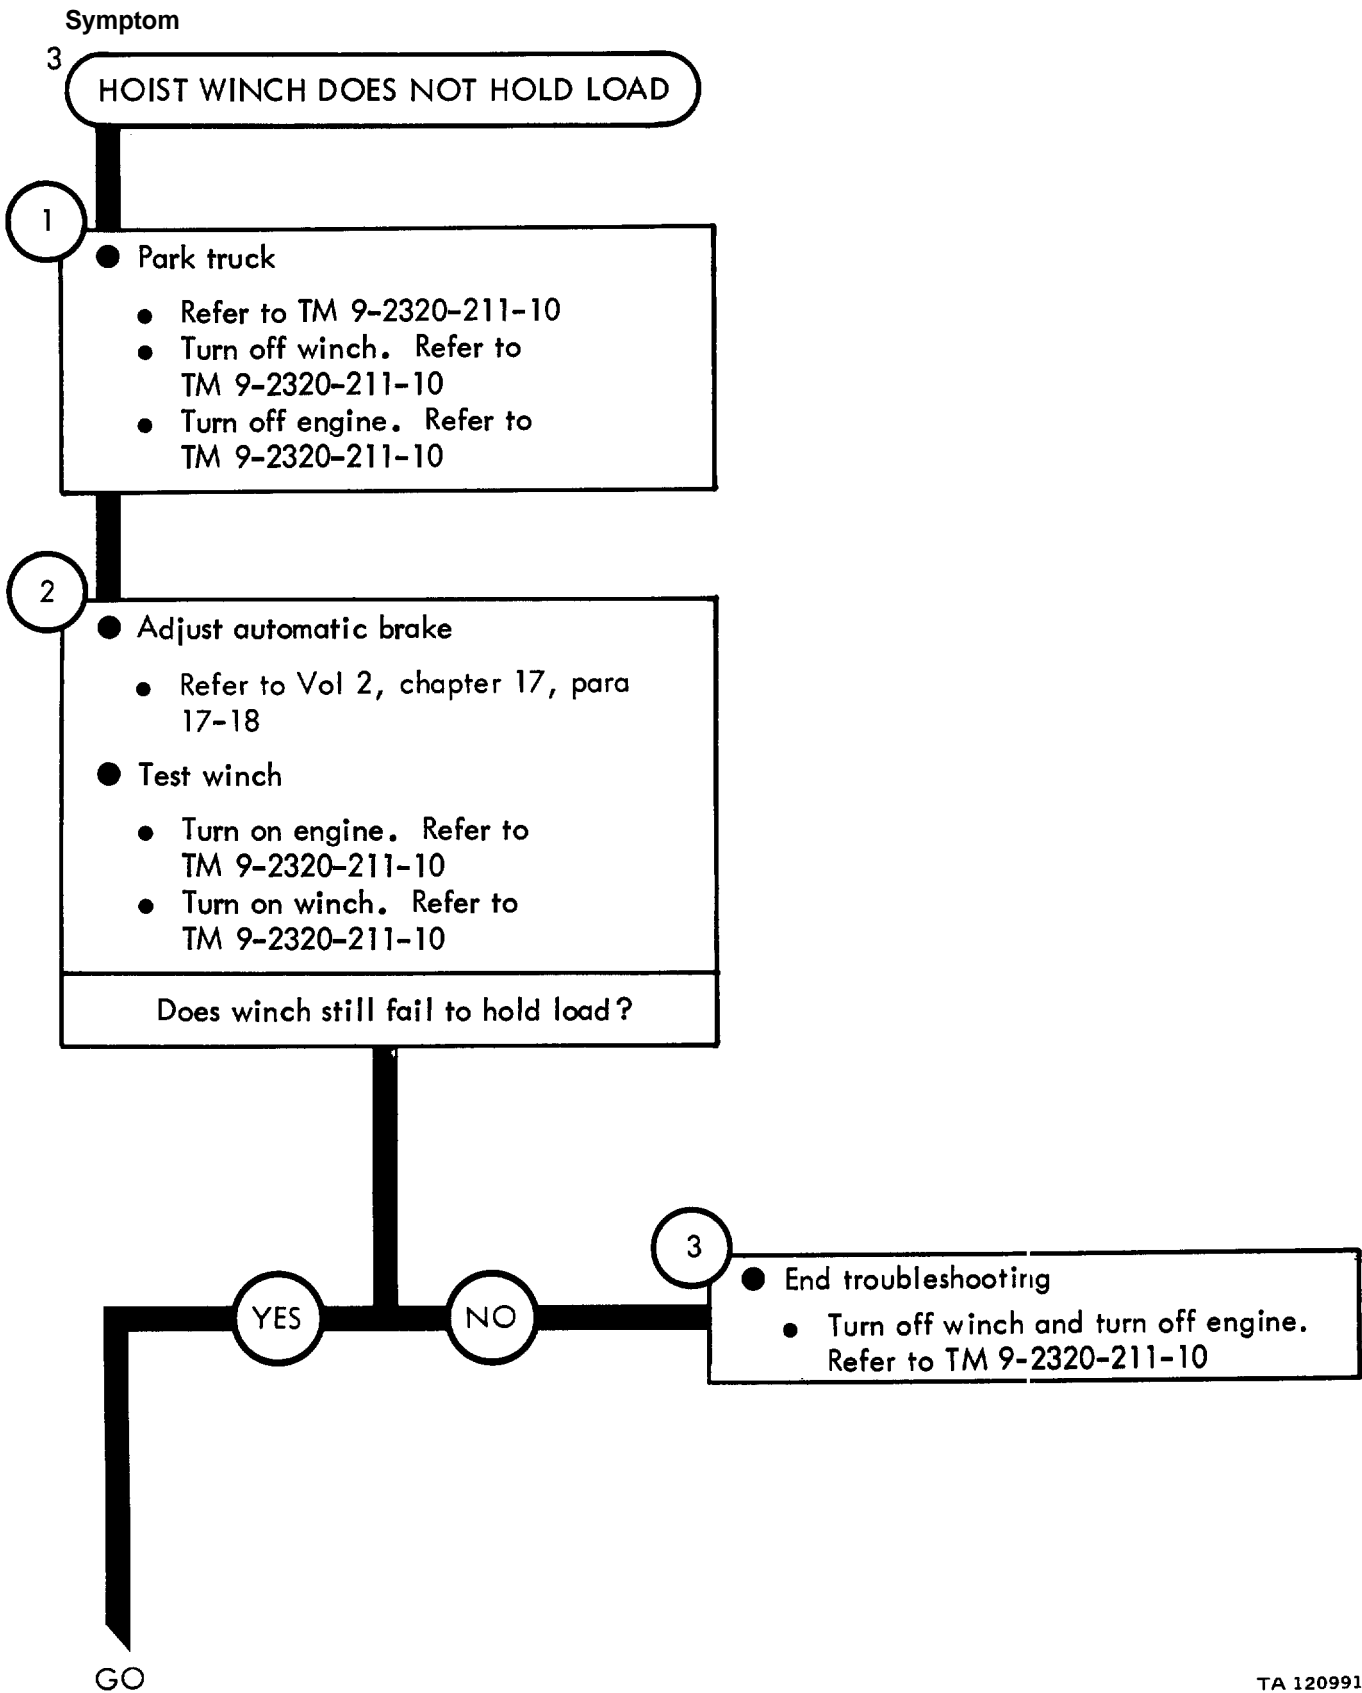 Symptom
3
HOIST WINCH DOES NOT HOLD LOAD
1
● Park truck
● Refer to TM 9-2320-211-10
● Turn off winch. Refer to
TM 9-2320-211-10
● Turn off engine. Refer to
TM 9-2320-211-10
2
● Adjust automatic brake
● Refer to Vol 2, chapter 17, para
17-18
● Test winch
● Turn on engine. Refer to
TM 9-2320-211-10
● Turn on winch. Refer to
TM 9-2320-211-10
Does winch still fail to hold load?
YES
NO
3
● End troubleshooting
● Turn off winch and turn off engine.
Refer to TM 9-2320-211-10
GO
TA 120991